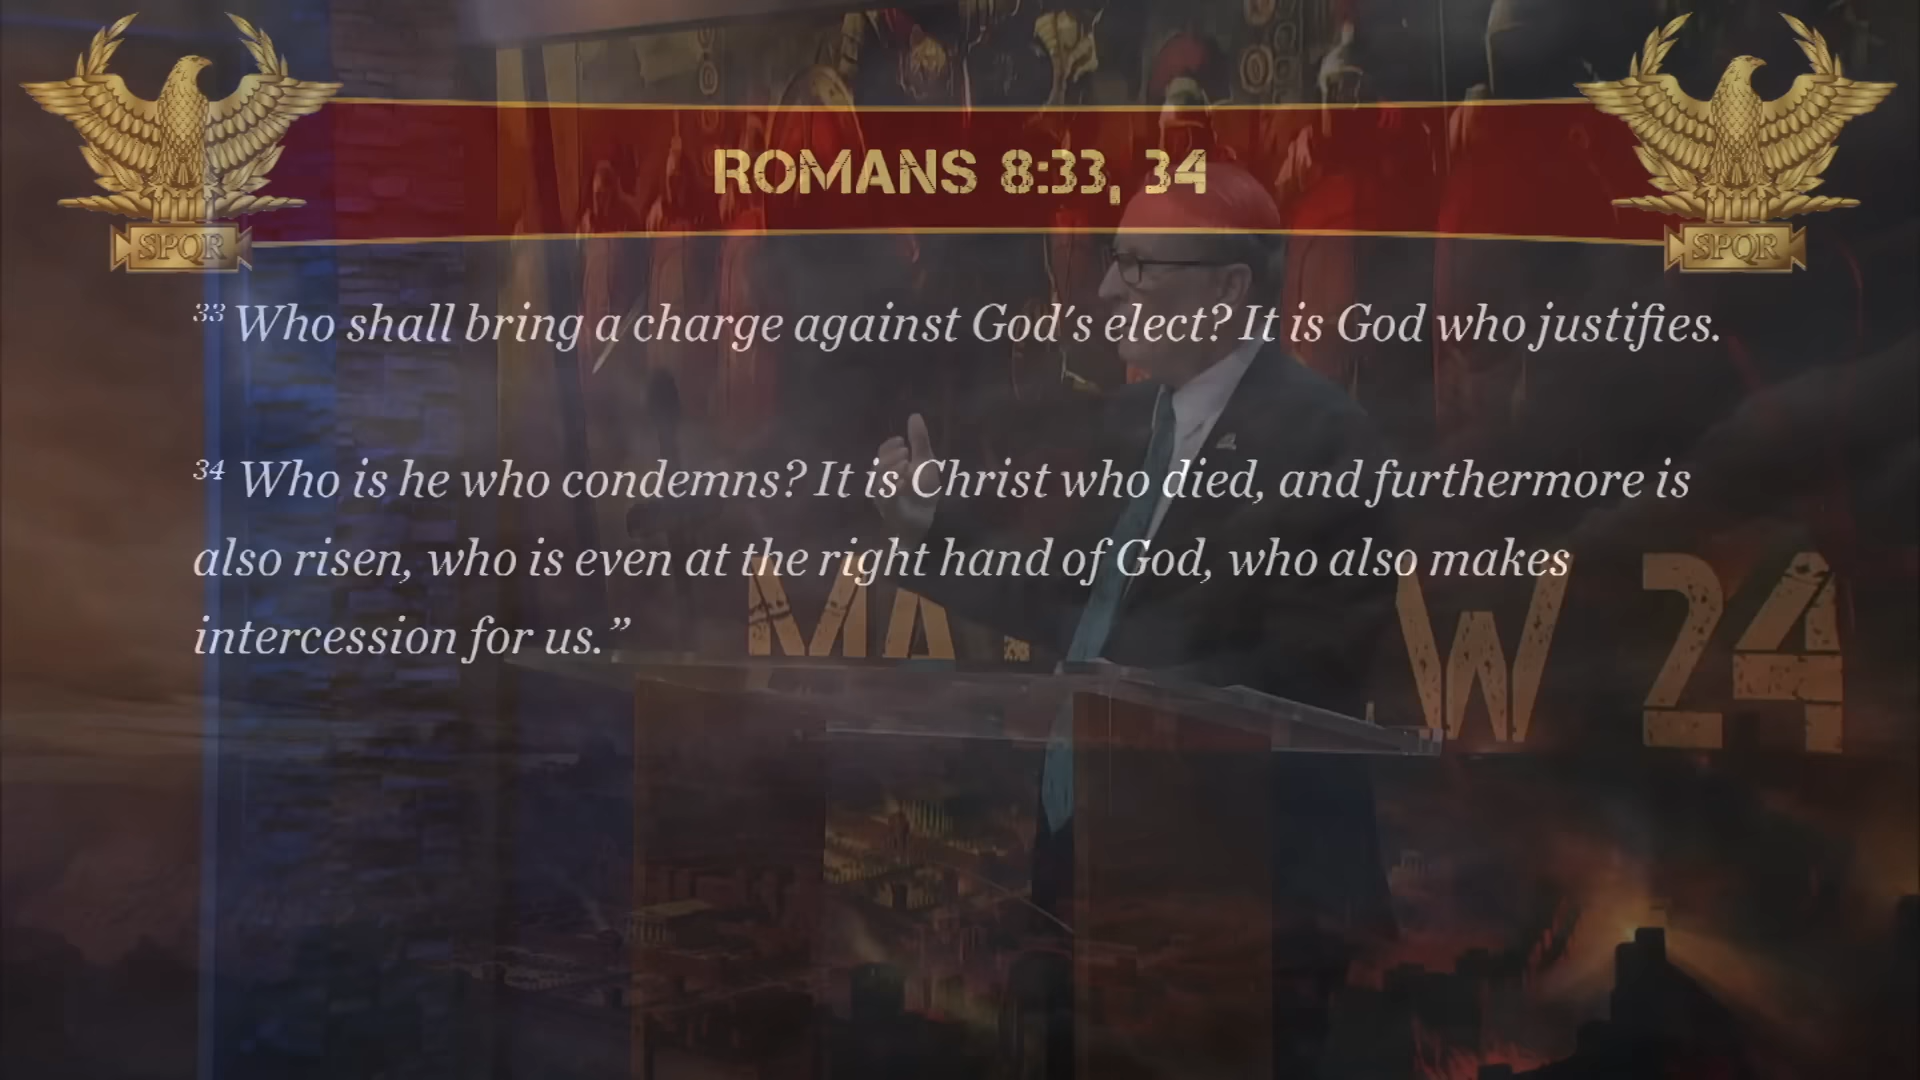 ROMANS 8:33, 34
SPQR
SPQR
33 Who shall bring a charge against God's elect? It is God who justifies.
34 Who is he who condemns? It is Christ who died, and furthermore is
also risen, who is even at the right hand of God, who also makes
intercession for us.”
MA W 24